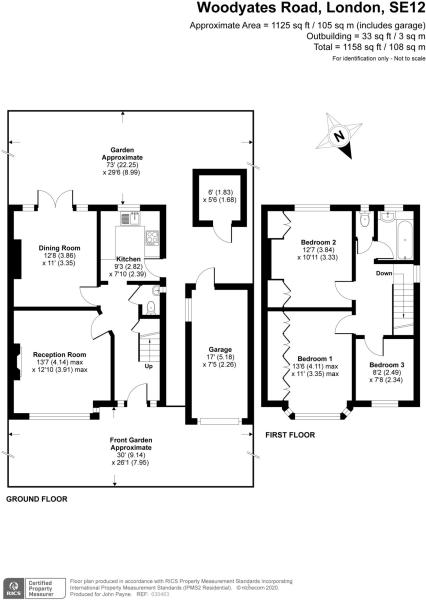 Woodyates Road, London, SE12
Approximate Area = 1125 sq ft / 105 sq m (includes garage)
Outbuilding = 33 sq ft / 3 sq m
Total = 1158 sq ft / 108 sq m
For identification only - Not to scale
N
Garden
Approximate
73' (22.25)
x 29'6 (8.99)
6' (1.83)
x 5'6 (1.68)
Dining Room
12'8 (3.86)
x 11' (3.35)
Kitchen
9'3 (2.82)
x 7'10 (2.39)
Bedroom 2
12'7 (3.84)
x 10'11 (3.33)
Down
Reception Room
13'7 (4.14) max
x 12'10 (3.91) max
Up
Garage
17' (5.18)
x 7'5 (2.26)
Bedroom 1
13'6 (4.11) max
x 11' (3.35) max
Bedroom 3
8'2 (2.49)
x 7'8 (2.34)
Front Garden
Approximate
30' (9.14)
x 26'1 (7.95)
FIRST FLOOR
GROUND FLOOR
RICS
Certified
Property
Measurer
Floor plan produced in accordance with RICS Property Measurement Standards incorporating
International Property Measurement Standards (IPMS2 Residential). © nichecom 2020.
Produced for John Payne. REF: 630463